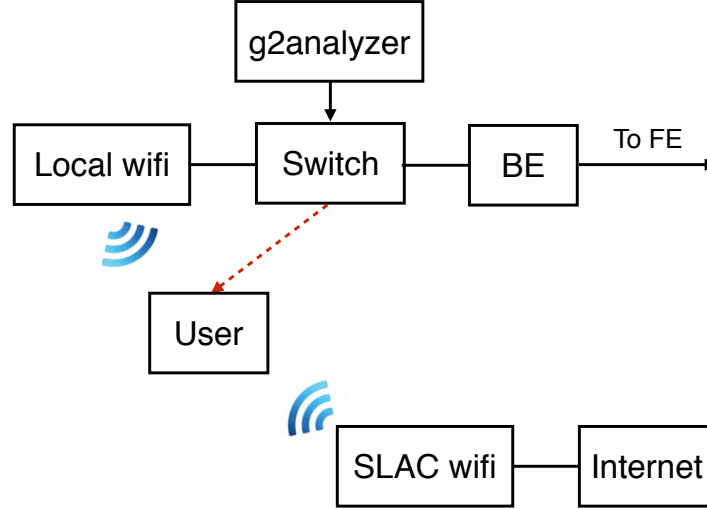 g2analyzer
Local wifi
Switch
BE
To FE
User
SLAC wifi
Internet